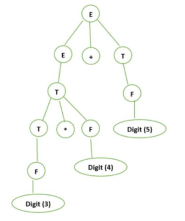 E
E + T
T F
T * F Digit (5)
F Digit (4)
Digit (3)